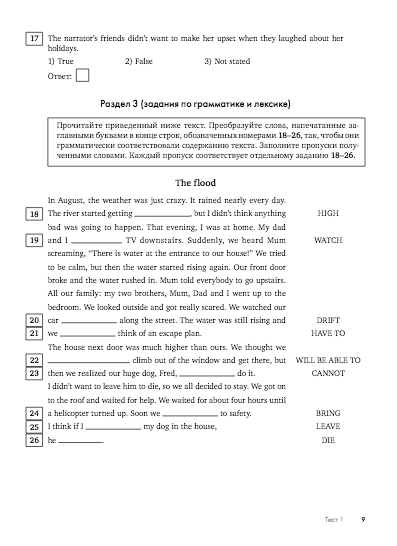 17 The narrator's friends didn't want to make her upset when they laughed about her
holidays.
1) True 2) False 3) Not stated
Ответ:
Раздел 3 (задания по грамматике и лексике)
Прочитайте приведенный ниже текст. Преобразуйте слова, напечатанные за-
главными буквами в конце строк, обозначенных номерами 18–26, так, чтобы они
грамматически соответствовали содержанию текста. Заполните пропуски полу-
ченными словами. Каждый пропуск соответствует отдельному заданию 18–26.
The flood
In August, the weather was just crazy. It rained nearly every day.
18 The river started getting ____________, but I didn't think anything HIGH
bad was going to happen. That evening, I was at home. My dad
19 and I ____________ TV downstairs. Suddenly, we heard Mum WATCH
screaming, “There is water at the entrance to our house!” We tried
to be calm, but then the water started rising again. Our front door
broke and the water rushed in. Mum told everybody to go upstairs.
All our family: my two brothers, Mum, Dad and I went up to the
bedroom. We looked outside and got really scared. We watched our
20 car ____________ along the street. The water was still rising and DRIFT
21 we ____________ think of an escape plan. HAVE TO
The house next door was much higher than ours. We thought we
22 ____________ climb out of the window and get there, but WILL BE ABLE TO
23 then we realized our huge dog, Fred, ____________ do it. CANNOT
I didn't want to leave him to die, so we all decided to stay. We got on
to the roof and waited for help. We waited for about four hours until
24 a helicopter turned up. Soon we ____________ to safety. BRING
25 I think if I ____________ my dog in the house, LEAVE
26 he ____________. DIE
Тест 1 9